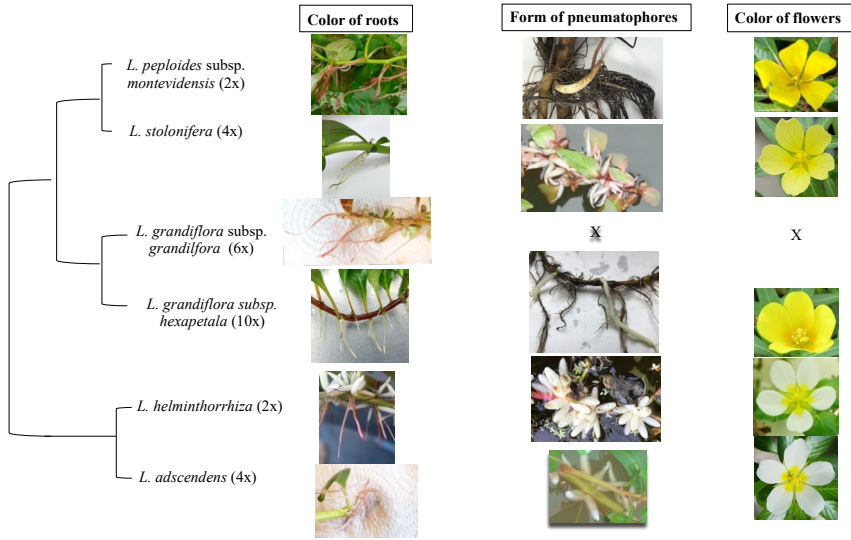 Color of roots
Form of pneumatophores
Color of flowers
L. peploides subsp.
montevidensis (2x)
L. stolonifera (4x)
L. grandiflora subsp.
grandilfora (6x)
X
X
L. grandiflora subsp.
hexapetala (10x)
L. helminthorrhiza (2x)
L. adscendens (4x)